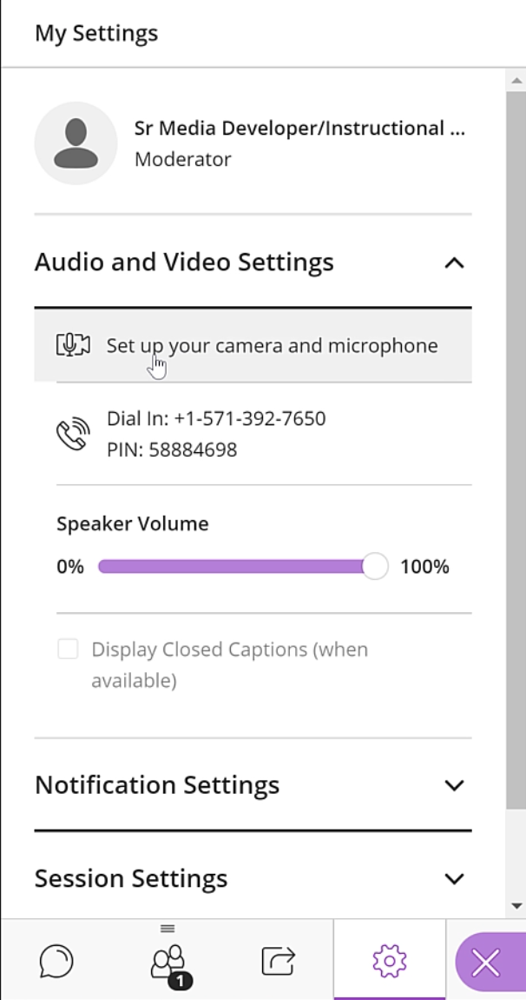 My Settings
Sr Media Developer/Instructional ...
Moderator
Audio and Video Settings
Set up your camera and microphone
Dial In: +1-571-392-7650
PIN: 58884698
Speaker Volume
0% 100%
Display Closed Captions (when
available)
Notification Settings
Session Settings
1